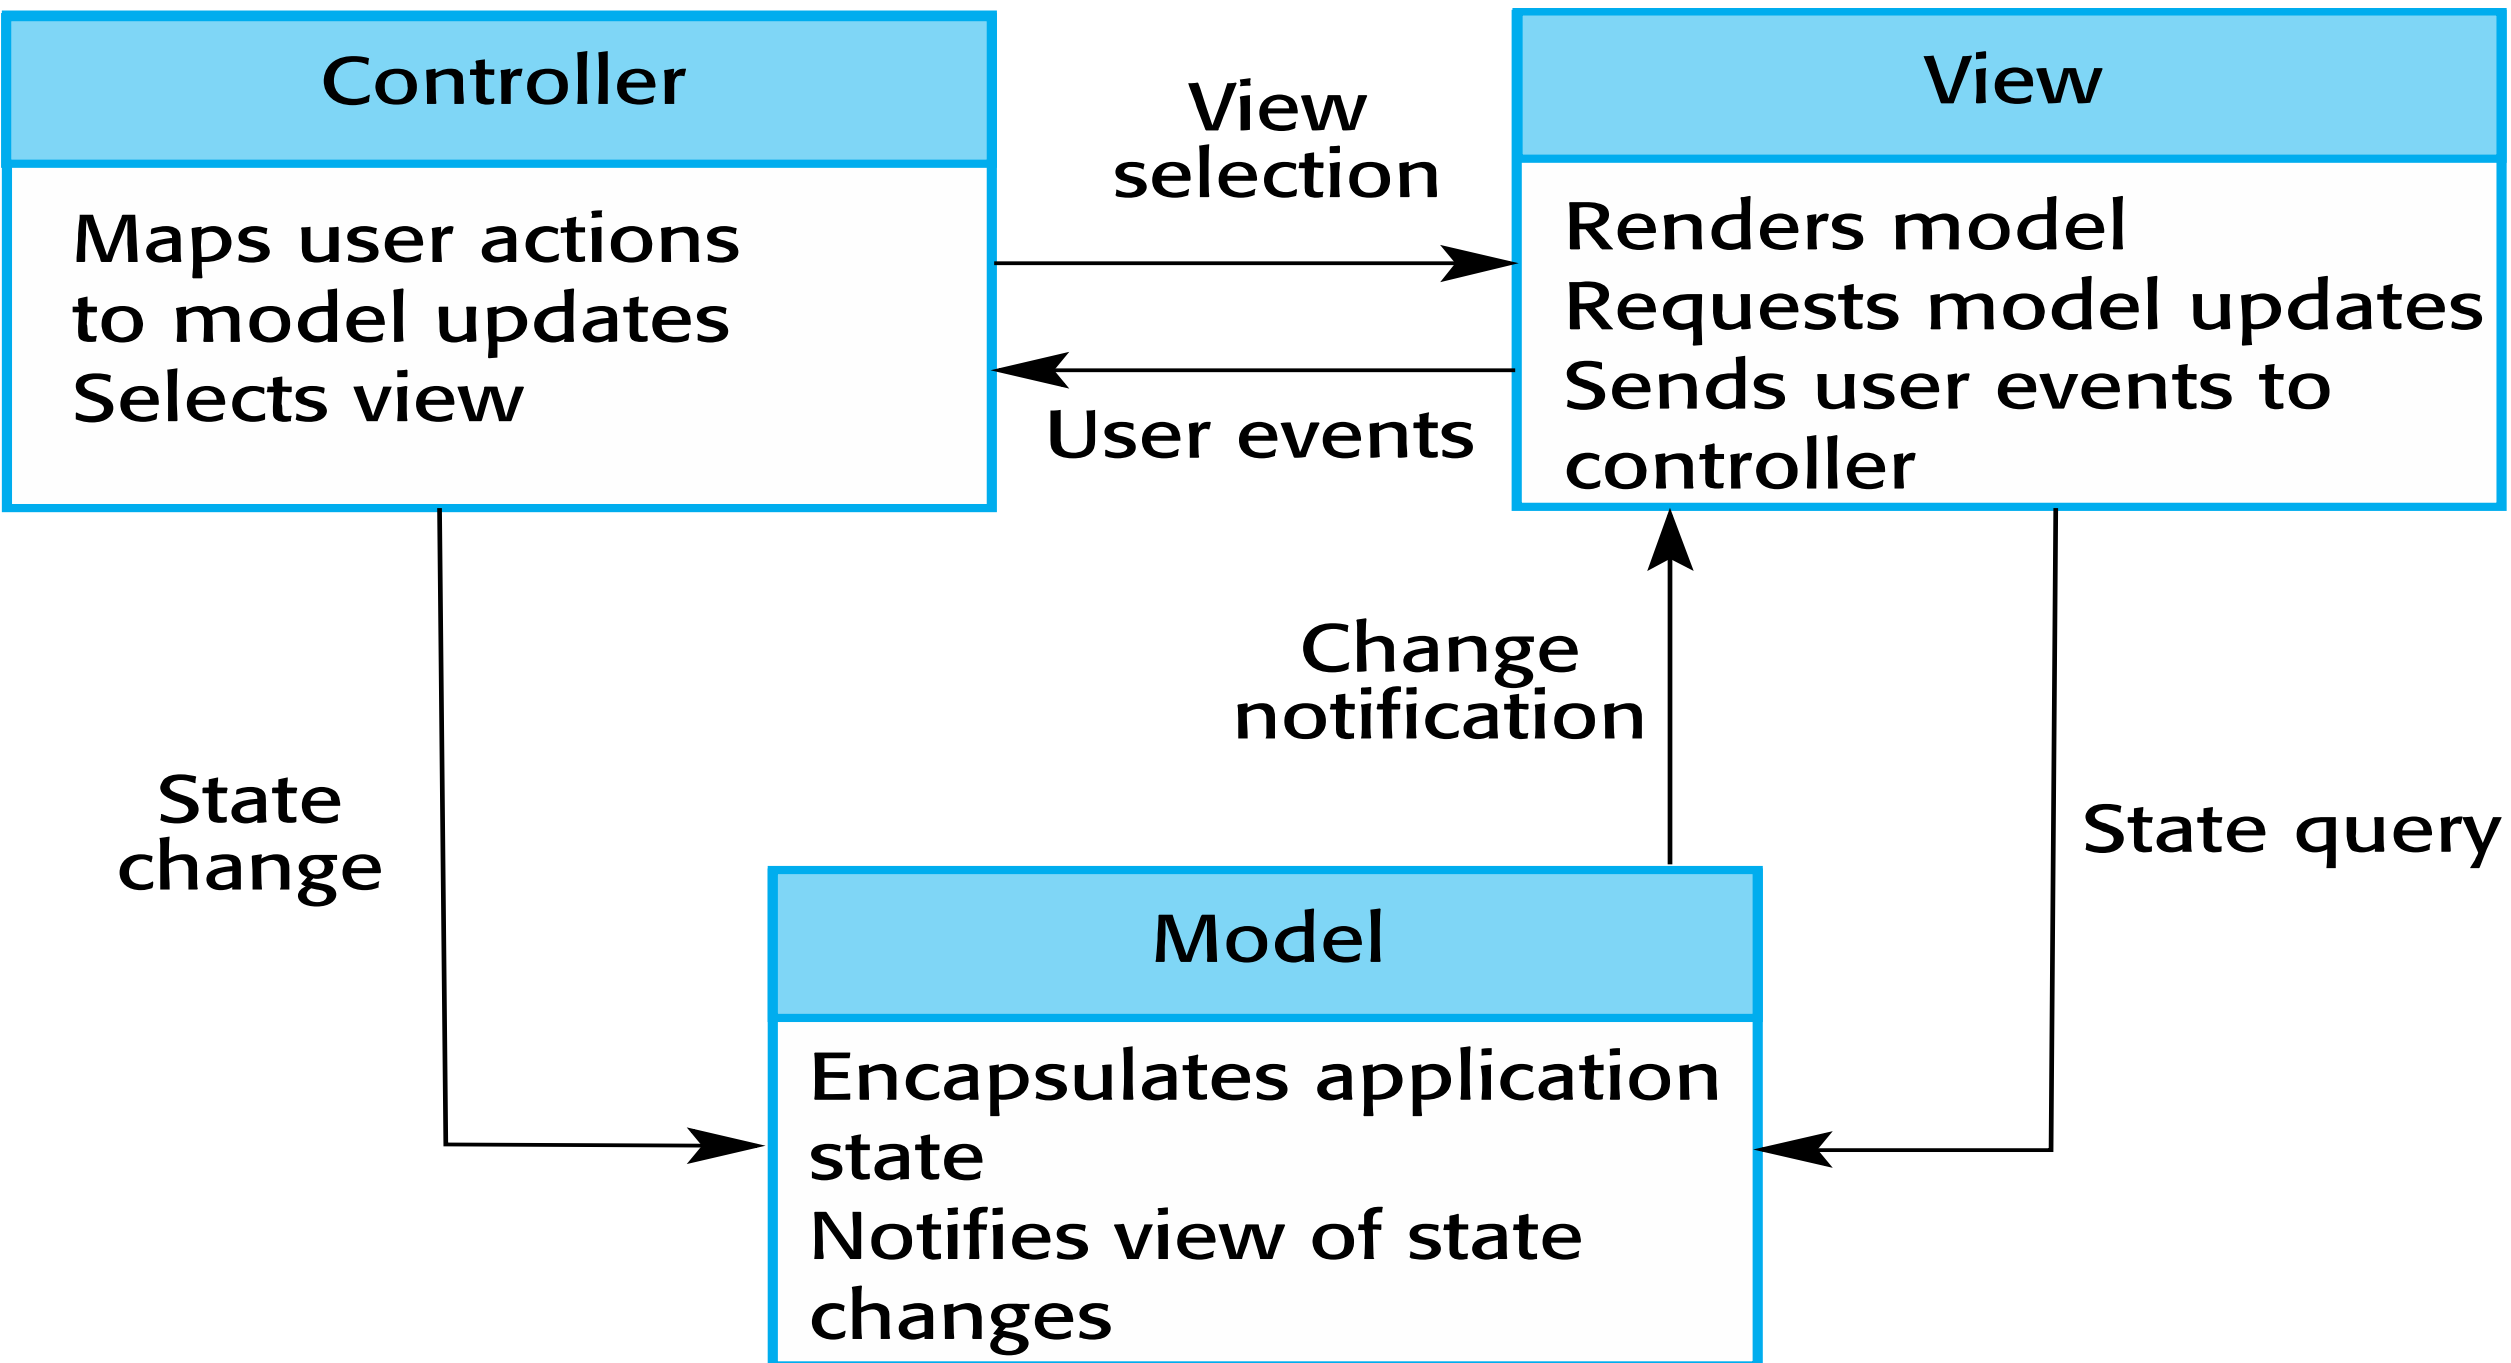 Controller
Maps user actions
to model updates
Selects view
View
selection
User events
View
Renders model
Requests model updates
Sends user events to
controller
State
change
Change
notification
State query
Model
Encapsulates application
state
Notifies view of state
changes